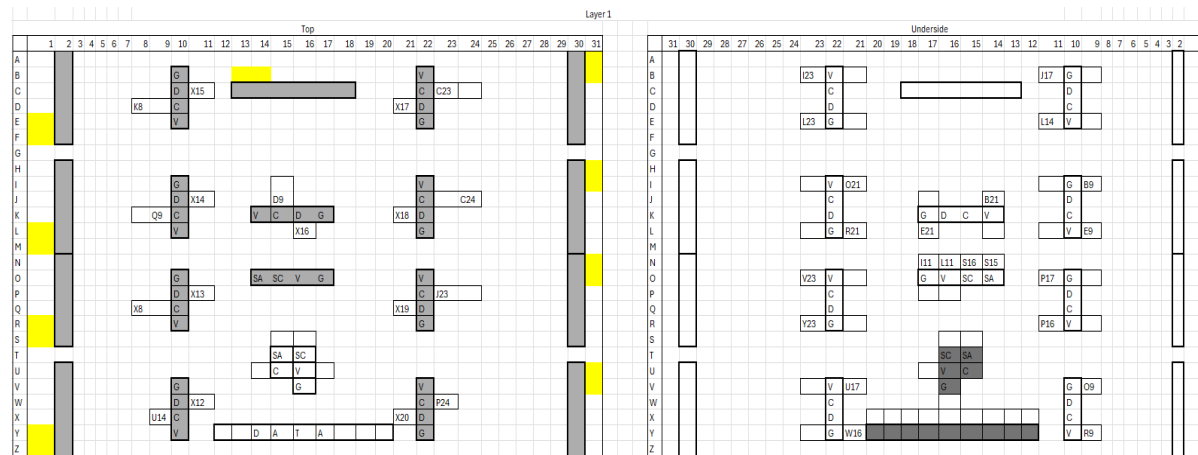 Layer 1
Top Underside
1 2 3 4 5 6 7 8 9 10 11 12 13 14 15 16 17 18 19 20 21 22 23 24 25 26 27 28 29 30 31 31 30 29 28 27 26 25 24 23 22 21 20 19 18 17 16 15 14 13 12 11 10 9 8 7 6 5 4 3 2
A A
B G V B I23 V J17 G
C D X15 C C23 C C D
D K8 C X17 D D D C
E V G E L23 G L14 V
F F
G G
H H
I G V I V O21 G B9
J D X14 D9 C C24 J C B21 D
K Q9 C V C D G X18 D K D G D C V C
L V X16 G L G R21 E21 V E9
M M
N N I11 L11 S16 S15
O G SA SC V G V O V23 V G V SC SA P17 G
P D X13 C J23 P C D
Q X8 C X19 D Q D C
R V G R Y23 G P16 V
S S
T SA SC T SC SA
U C V U V C
V G G V V V U17 G G O9
W D X12 C P24 W C D
X U14 C X20 D X D C
Y V D A T A G Y G W16 V R9
Z Z